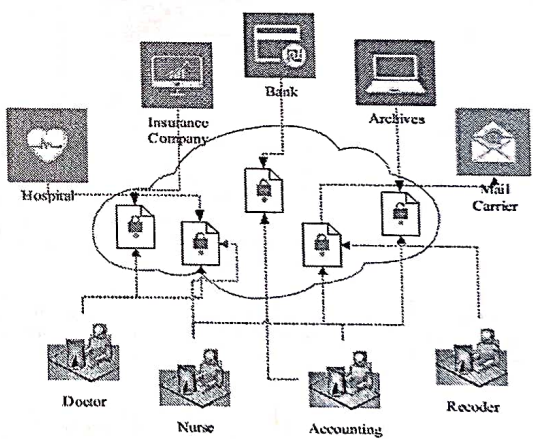 Bank
Insurance
Company
Archives
Hospital
Mail
Carrier
Doctor
Nurse
Accounting
Recoder